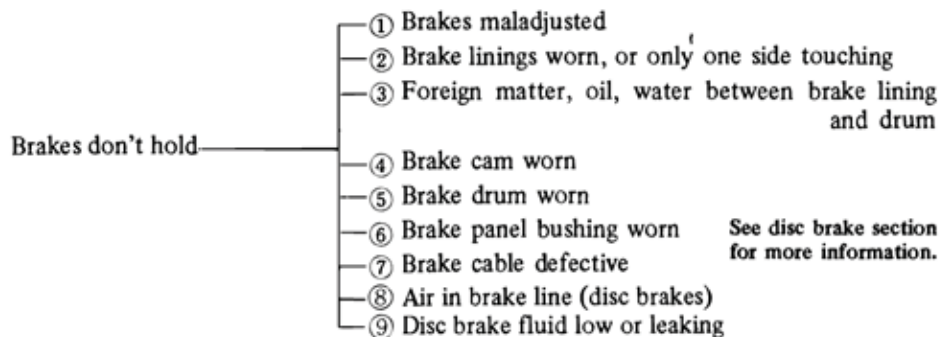 ① Brakes maladjusted
② Brake linings worn, or only one side touching
③ Foreign matter, oil, water between brake lining
and drum
Brakes don't hold
④ Brake cam worn
⑤ Brake drum worn
⑥ Brake panel bushing worn
⑦ Brake cable defective
⑧ Air in brake line (disc brakes)
⑨ Disc brake fluid low or leaking
See disc brake section
for more information.